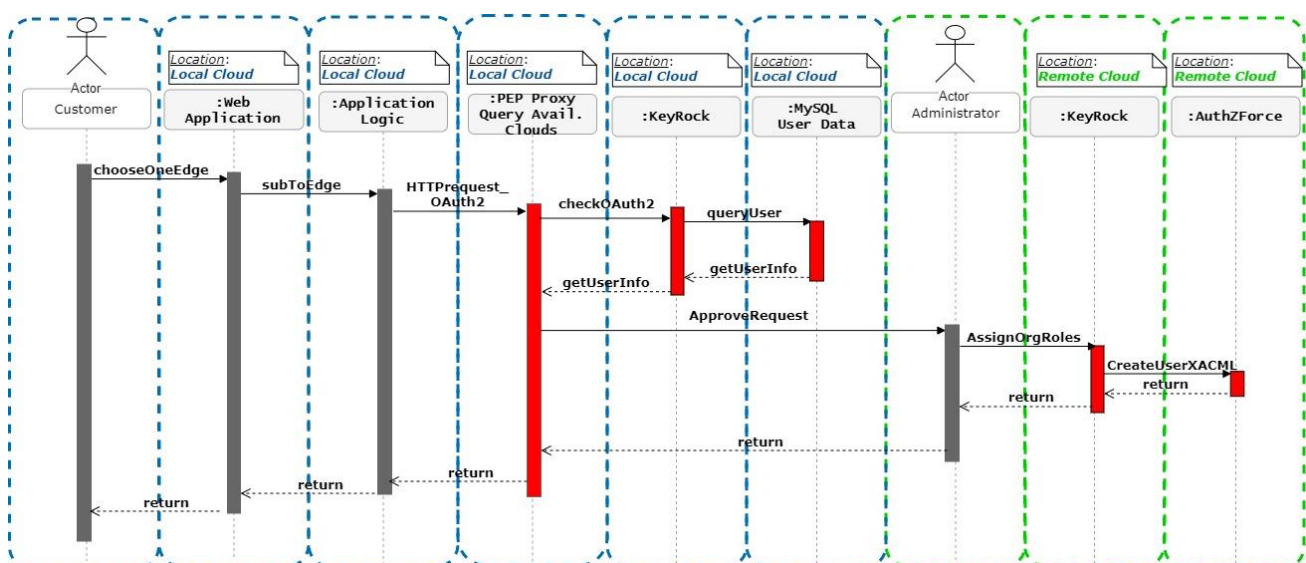 Location:
Local Cloud
Location:
Local Cloud
Location:
Local Cloud
Location:
Local Cloud
Location:
Local Cloud
Location:
Remote Cloud
Location:
Remote Cloud
Actor
Customer
:Web
Application
:Application
Logic
:PEP Proxy
Query Avail.
Clouds
:KeyRock
:MySQL
User Data
Actor
Administrator
:KeyRock
:AuthZForce
chooseOneEdge
subToEdge
HTTPrequest_
OAuth2
checkOAuth2
queryUser
getUserInfo
getUserInfo
ApproveRequest
AssignOrgRoles
CreateUserXACML
return
return
return
return
return
return